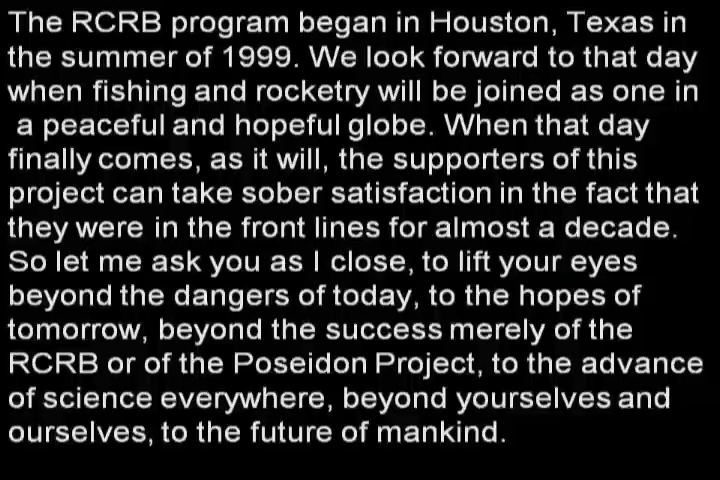 The RCRB program began in Houston, Texas in
the summer of 1999. We look forward to that day
when fishing and rocketry will be joined as one in
a peaceful and hopeful globe. When that day
finally comes, as it will, the supporters of this
project can take sober satisfaction in the fact that
they were in the front lines for almost a decade.
So let me ask you as I close, to lift your eyes
beyond the dangers of today, to the hopes of
tomorrow, beyond the success merely of the
RCRB or of the Poseidon Project, to the advance
of science everywhere, beyond yourselves and
ourselves, to the future of mankind.